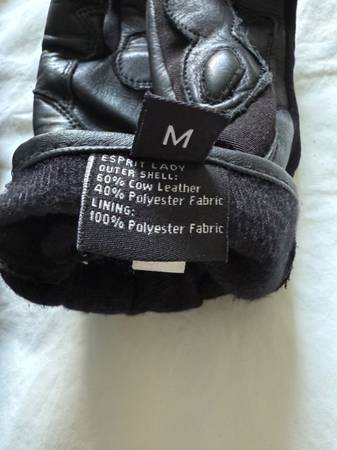 M
ESPRIT LADY
OUTER SHELL:
60% Cow Leather
40% Polyester Fabric
LINING:
100% Polyester Fabric